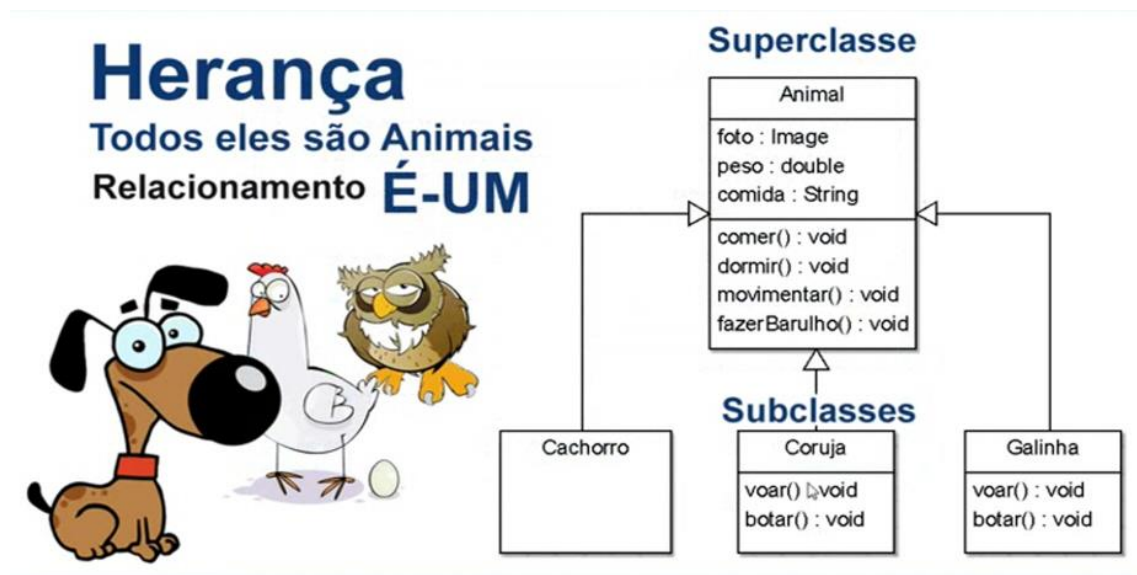 Herança
Todos eles são Animais
Relacionamento É-UM
Superclasse
Animal
foto : Image
peso : double
comida : String
comer() : void
dormir() : void
movimentar() : void
fazerBarulho() : void
Subclasses
Cachorro
Coruja
voar() : void
botar() : void
Galinha
voar() : void
botar() : void